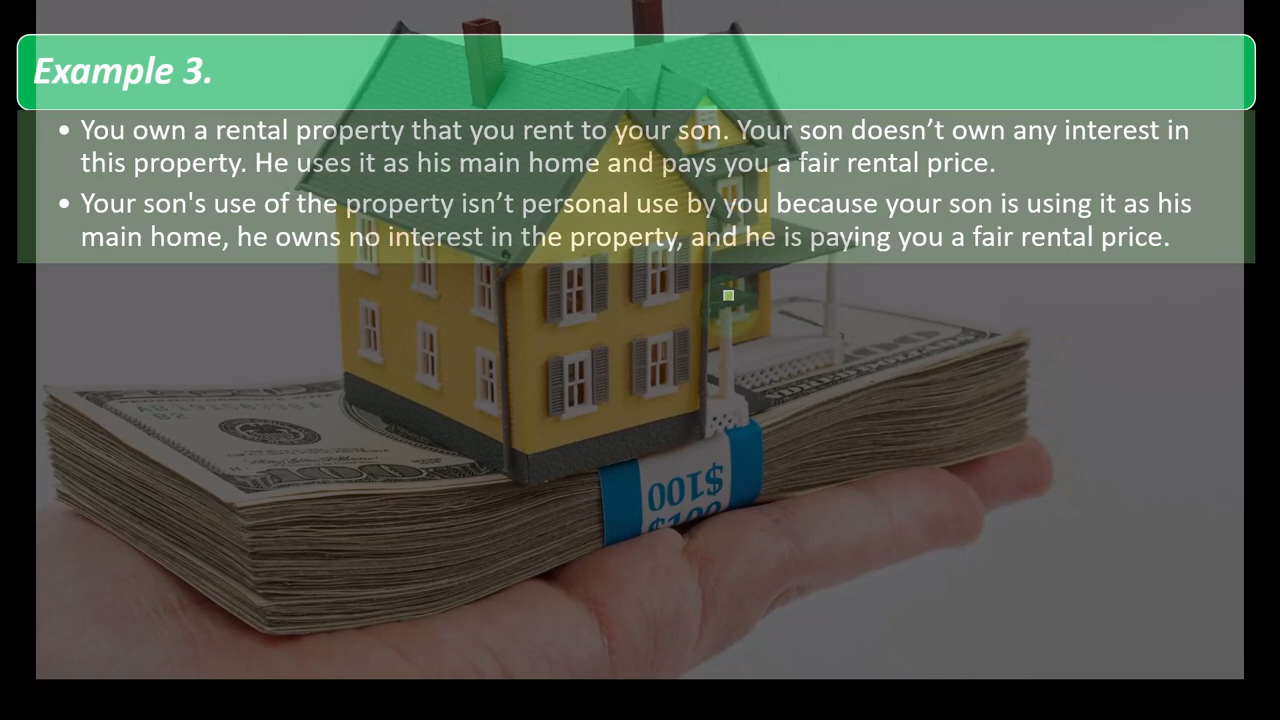 Example 3.
• You own a rental property that you rent to your son. Your son doesn’t own any interest in
this property. He uses it as his main home and pays you a fair rental price.
• Your son's use of the property isn’t personal use by you because your son is using it as his
main home, he owns no interest in the property, and he is paying you a fair rental price.
$100
$100